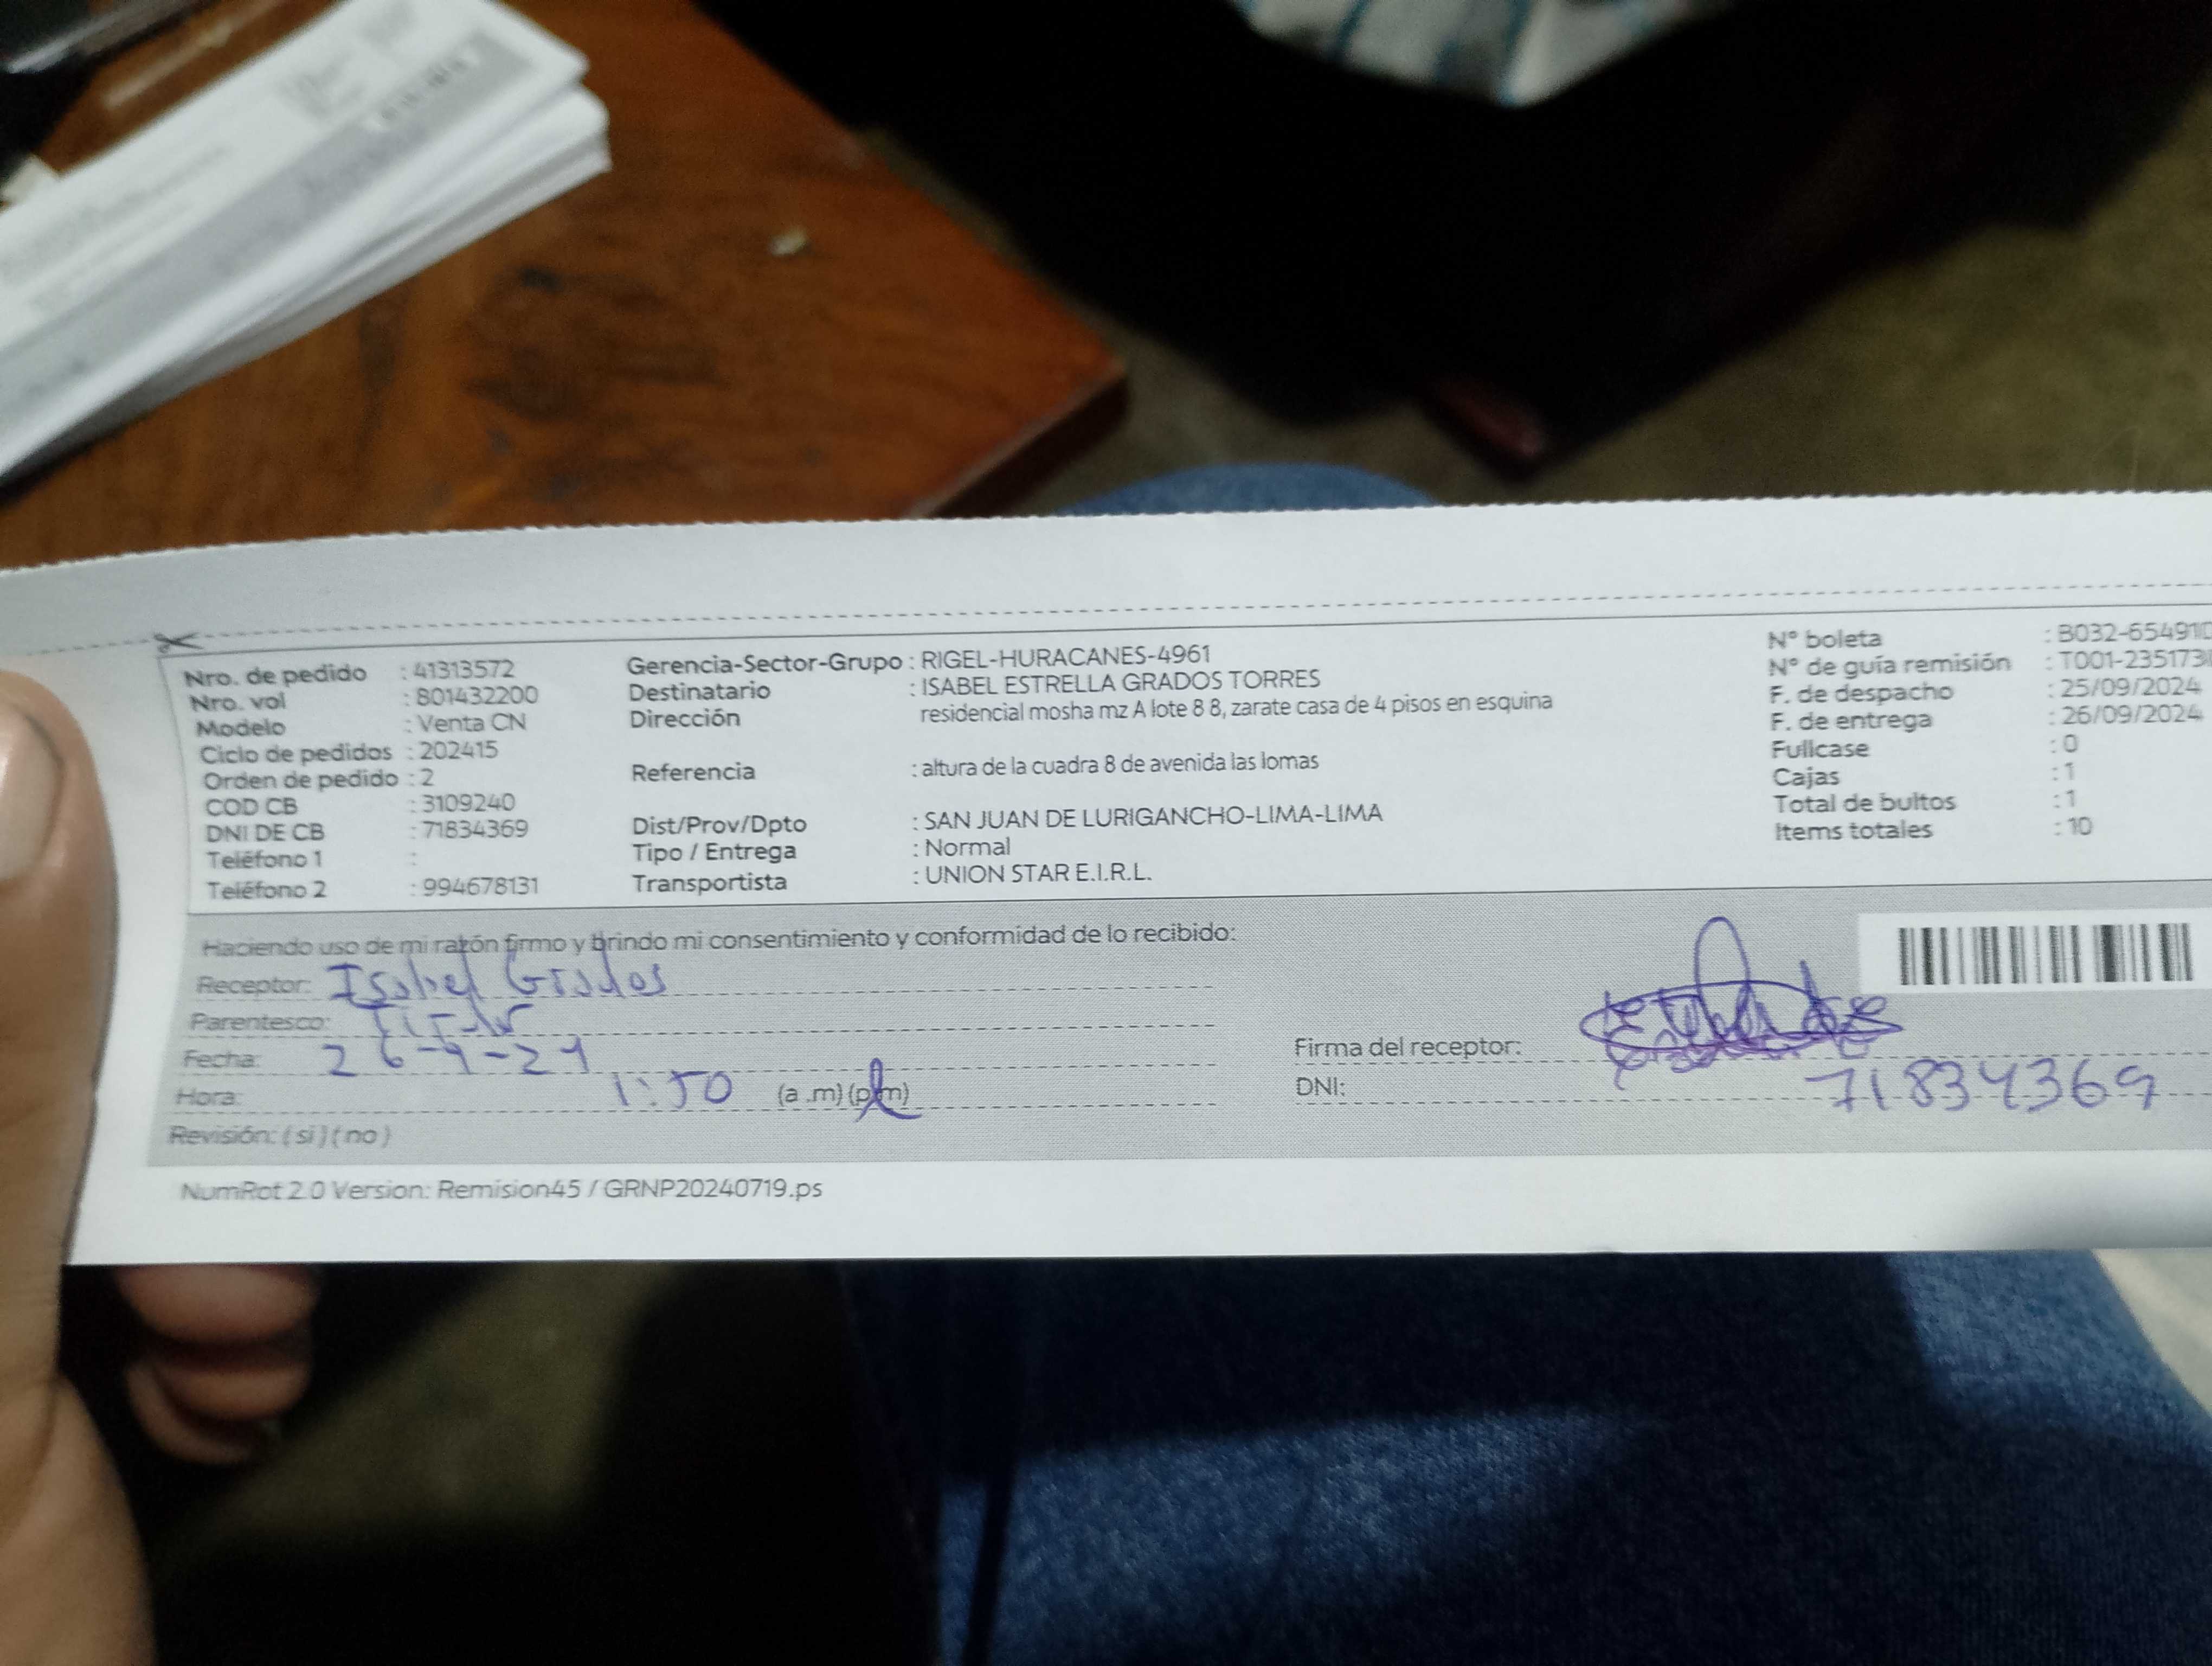 Nro. de pedido : 41313572
Nro. vol : 801432200
Modelo : Venta CN
Ciclo de pedidos : 202415
Orden de pedido : 2
COD CB : 3109240
DNI DE CB : 71834369
Teléfono 1 :
Teléfono 2 : 994678131
Gerencia-Sector-Grupo : RIGEL-HURACANES-4961
Destinatario : ISABEL ESTRELLA GRADOS TORRES
Dirección residencial mosha mz A lote 8 8, zarate casa de 4 pisos en esquina
Referencia : altura de la cuadra 8 de avenida las lomas
Dist/Prov/Dpto : SAN JUAN DE LURIGANCHO-LIMA-LIMA
Tipo / Entrega : Normal
Transportista : UNION STAR E.I.R.L.
N° boleta : B032-65491
N° de guía remisión : T001-235173
F. de despacho : 25/09/2024
F. de entrega : 26/09/2024
Fullcase : 0
Cajas : 1
Total de bultos : 1
Items totales : 10
Haciendo uso de mi razón firmo y brindo mi consentimiento y conformidad de lo recibido:
Receptor: Isabel Grados
Parentesco: Titular
Fecha: 26-9-24
Hora: 1:50 (a .m) (p.m)
Revisión: ( si ) ( no )
Firma del receptor:
DNI: 71834369
NumRot 2.0 Version: Remision45 / GRNP20240719.ps